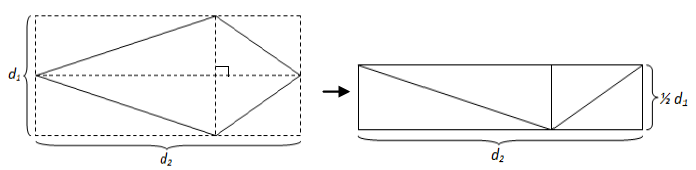 d₁
d₂
½ d₁
d₂